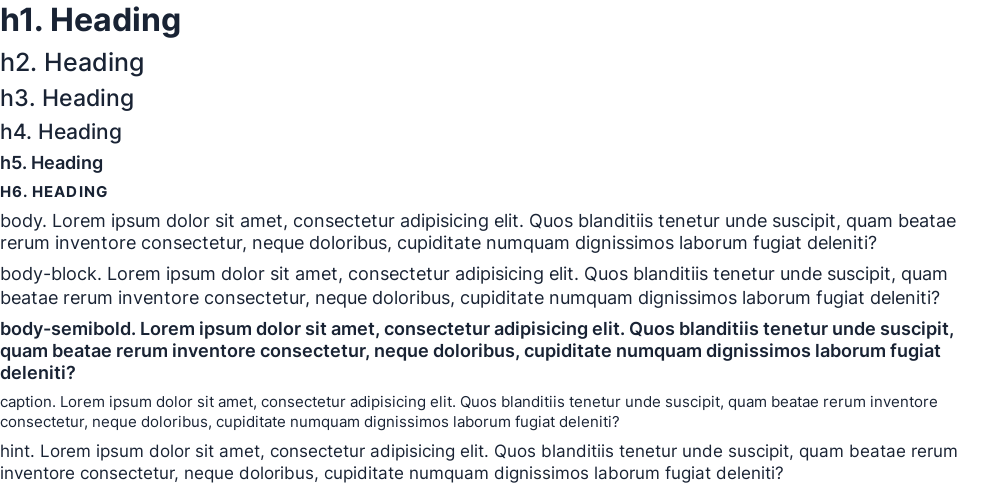 h1. Heading
h2. Heading
h3. Heading
h4. Heading
h5. Heading
H6. HEADING
body. Lorem ipsum dolor sit amet, consectetur adipisicing elit. Quos blanditiis tenetur unde suscipit, quam beatae
rerum inventore consectetur, neque doloribus, cupiditate numquam dignissimos laborum fugiat deleniti?
body-block. Lorem ipsum dolor sit amet, consectetur adipisicing elit. Quos blanditiis tenetur unde suscipit, quam
beatae rerum inventore consectetur, neque doloribus, cupiditate numquam dignissimos laborum fugiat deleniti?
body-semibold. Lorem ipsum dolor sit amet, consectetur adipisicing elit. Quos blanditiis tenetur unde suscipit,
quam beatae rerum inventore consectetur, neque doloribus, cupiditate numquam dignissimos laborum fugiat
deleniti?
caption. Lorem ipsum dolor sit amet, consectetur adipisicing elit. Quos blanditiis tenetur unde suscipit, quam beatae rerum inventore
consectetur, neque doloribus, cupiditate numquam dignissimos laborum fugiat deleniti?
hint. Lorem ipsum dolor sit amet, consectetur adipisicing elit. Quos blanditiis tenetur unde suscipit, quam beatae rerum
inventore consectetur, neque doloribus, cupiditate numquam dignissimos laborum fugiat deleniti?